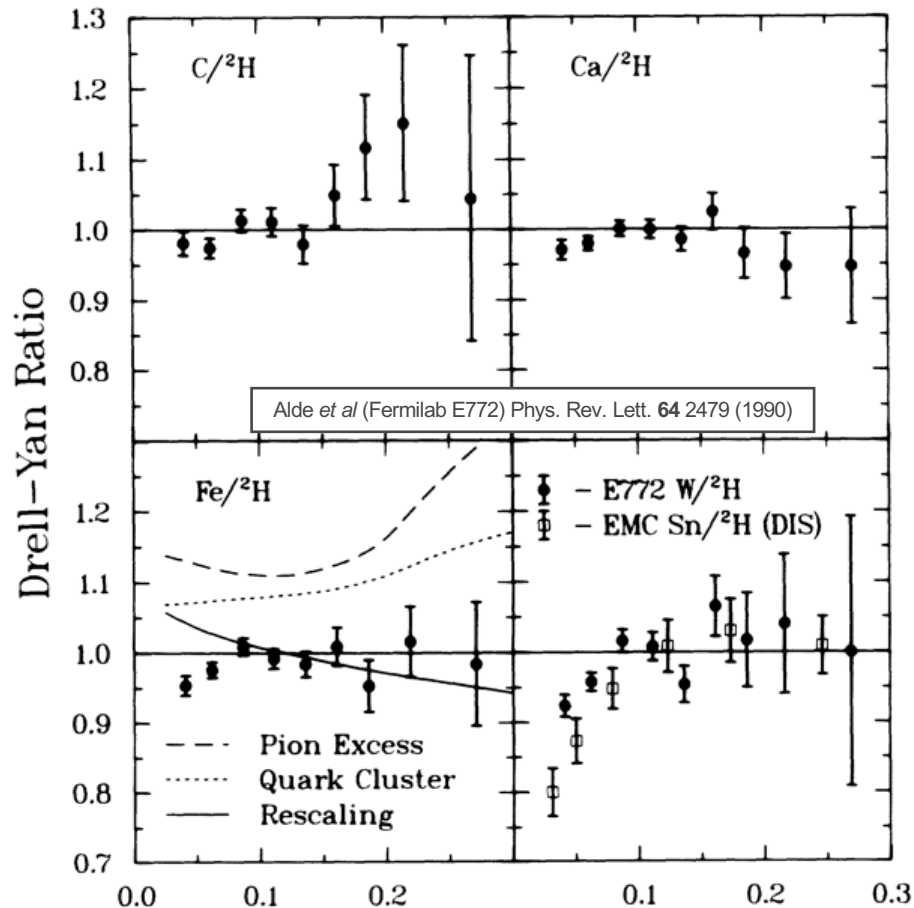 Drell–Yan Ratio
1.3
1.2
1.1
1.0
0.9
0.8
C/²H
Ca/²H
Alde et al (Fermilab E772) Phys. Rev. Lett. 64 2479 (1990)
1.2
1.1
1.0
0.9
0.8
0.7
Fe/²H
Pion Excess
Quark Cluster
Rescaling
– E772 W/²H
– EMC Sn/²H (DIS)
0.0 0.1 0.2 0.1 0.2 0.3